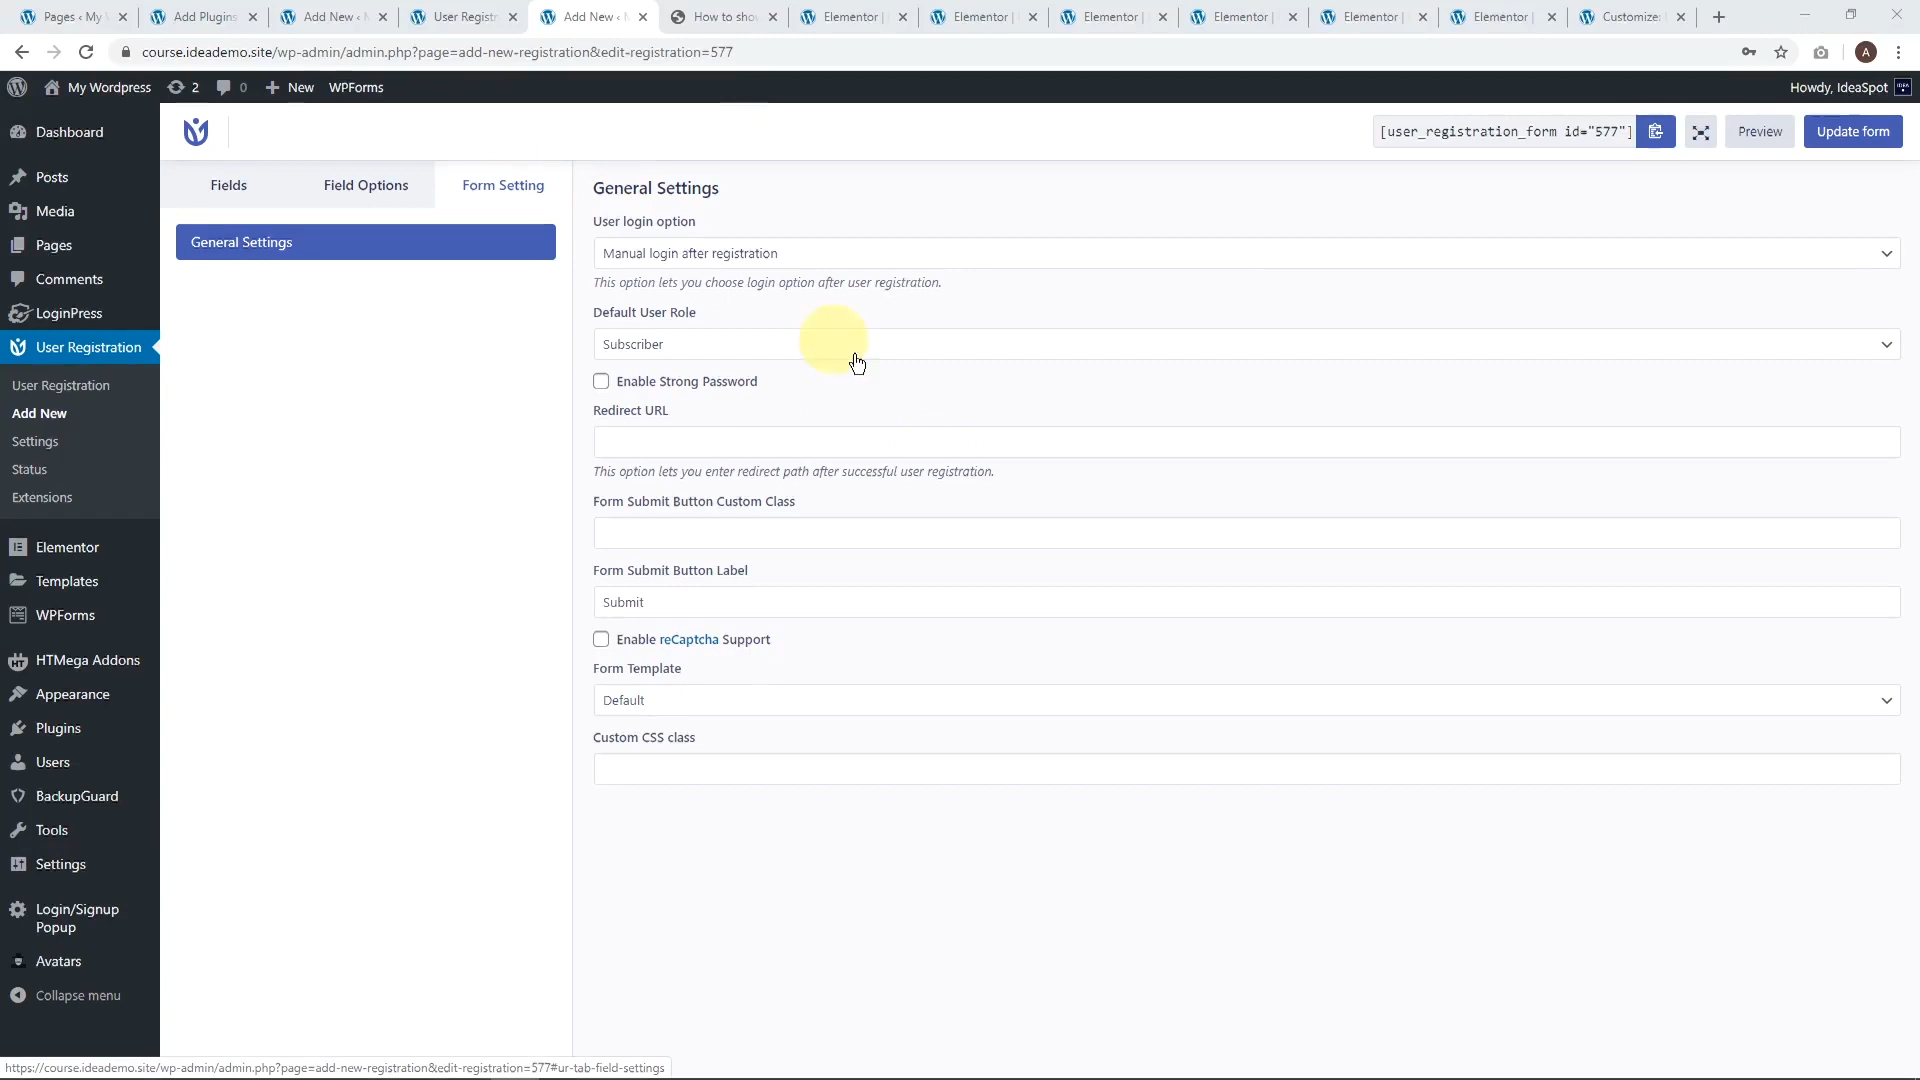 Pages ‹ My
Add Plugins
Add New ‹
User Registr
Add New ‹
How to sho
Elementor |
Elementor |
Elementor |
Elementor |
Elementor |
Elementor |
Customize:
course.ideademo.site/wp-admin/admin.php?page=add-new-registration&edit-registration=577
A
My Wordpress
2
0
New
WPForms
Howdy, IdeaSpot
Dashboard
Posts
Media
Pages
Comments
LoginPress
User Registration
User Registration
Add New
Settings
Status
Extensions
Elementor
Templates
WPForms
HTMega Addons
Appearance
Plugins
Users
BackupGuard
Tools
Settings
Login/Signup
Popup
Avatars
Collapse menu
[user_registration_form id="577"]
Preview
Update form
Fields
Field Options
Form Setting
General Settings
General Settings
User login option
Manual login after registration
This option lets you choose login option after user registration.
Default User Role
Subscriber
Enable Strong Password
Redirect URL
This option lets you enter redirect path after successful user registration.
Form Submit Button Custom Class
Form Submit Button Label
Submit
Enable reCaptcha Support
Form Template
Default
Custom CSS class
https://course.ideademo.site/wp-admin/admin.php?page=add-new-registration&edit-registration=577#ur-tab-field-settings